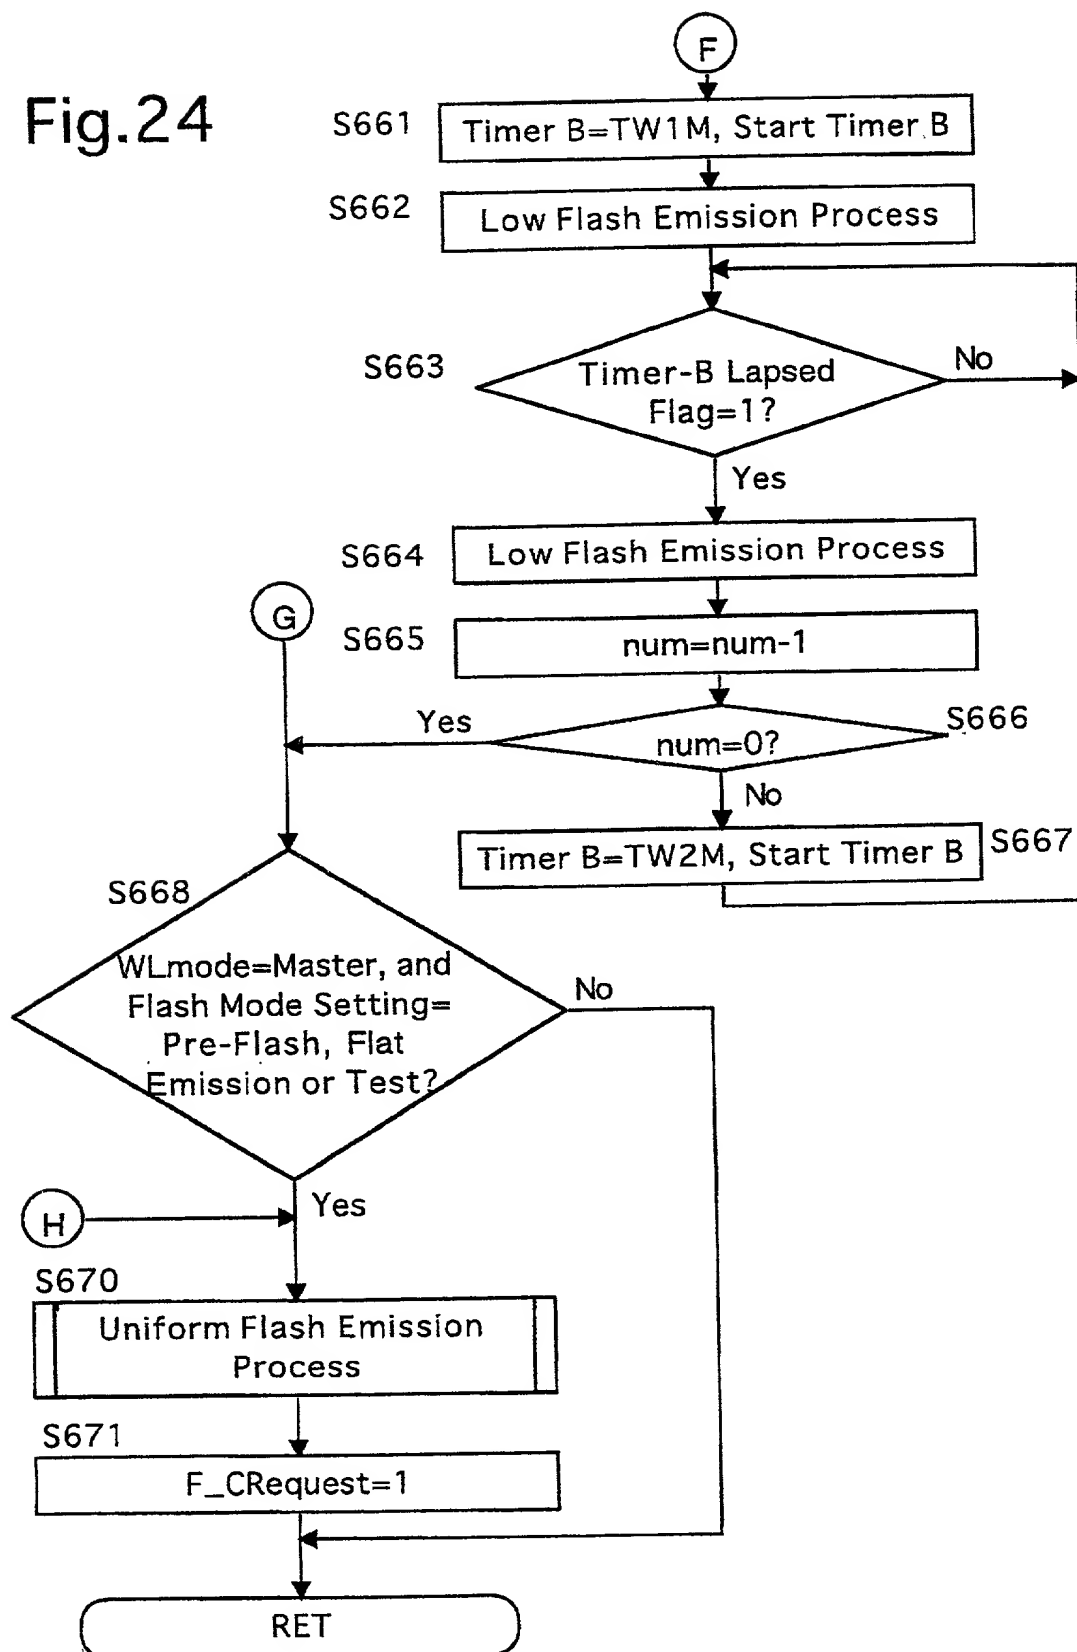 Fig.24
F
S661
Timer B=TW1M, Start Timer B
S662
Low Flash Emission Process
S663
Timer-B Lapsed
Flag=1?
No
Yes
S664
Low Flash Emission Process
G
S665
num=num-1
S666
num=0?
Yes
No
S667
Timer B=TW2M, Start Timer B
S668
WLmode=Master, and
Flash Mode Setting=
Pre-Flash, Flat
Emission or Test?
No
Yes
H
S670
Uniform Flash Emission
Process
S671
F_CRequest=1
RET